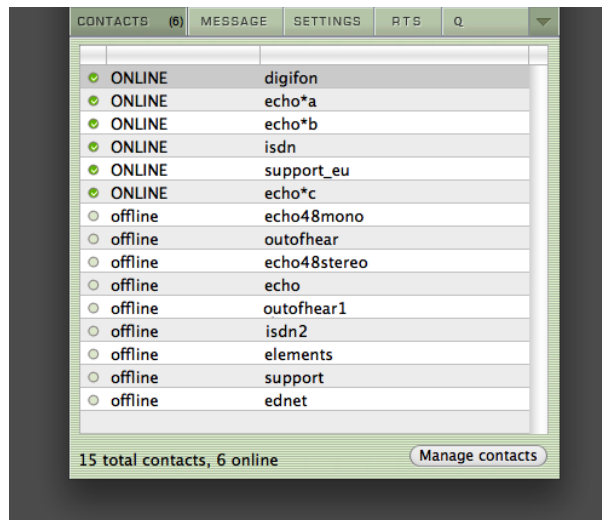 CONTACTS (6) MESSAGE SETTINGS RTS Q
ONLINE digifon
ONLINE echo*a
ONLINE echo*b
ONLINE isdn
ONLINE support_eu
ONLINE echo*c
offline echo48mono
offline outofhear
offline echo48stereo
offline echo
offline outofhear1
offline isdn2
offline elements
offline support
offline ednet
15 total contacts, 6 online Manage contacts